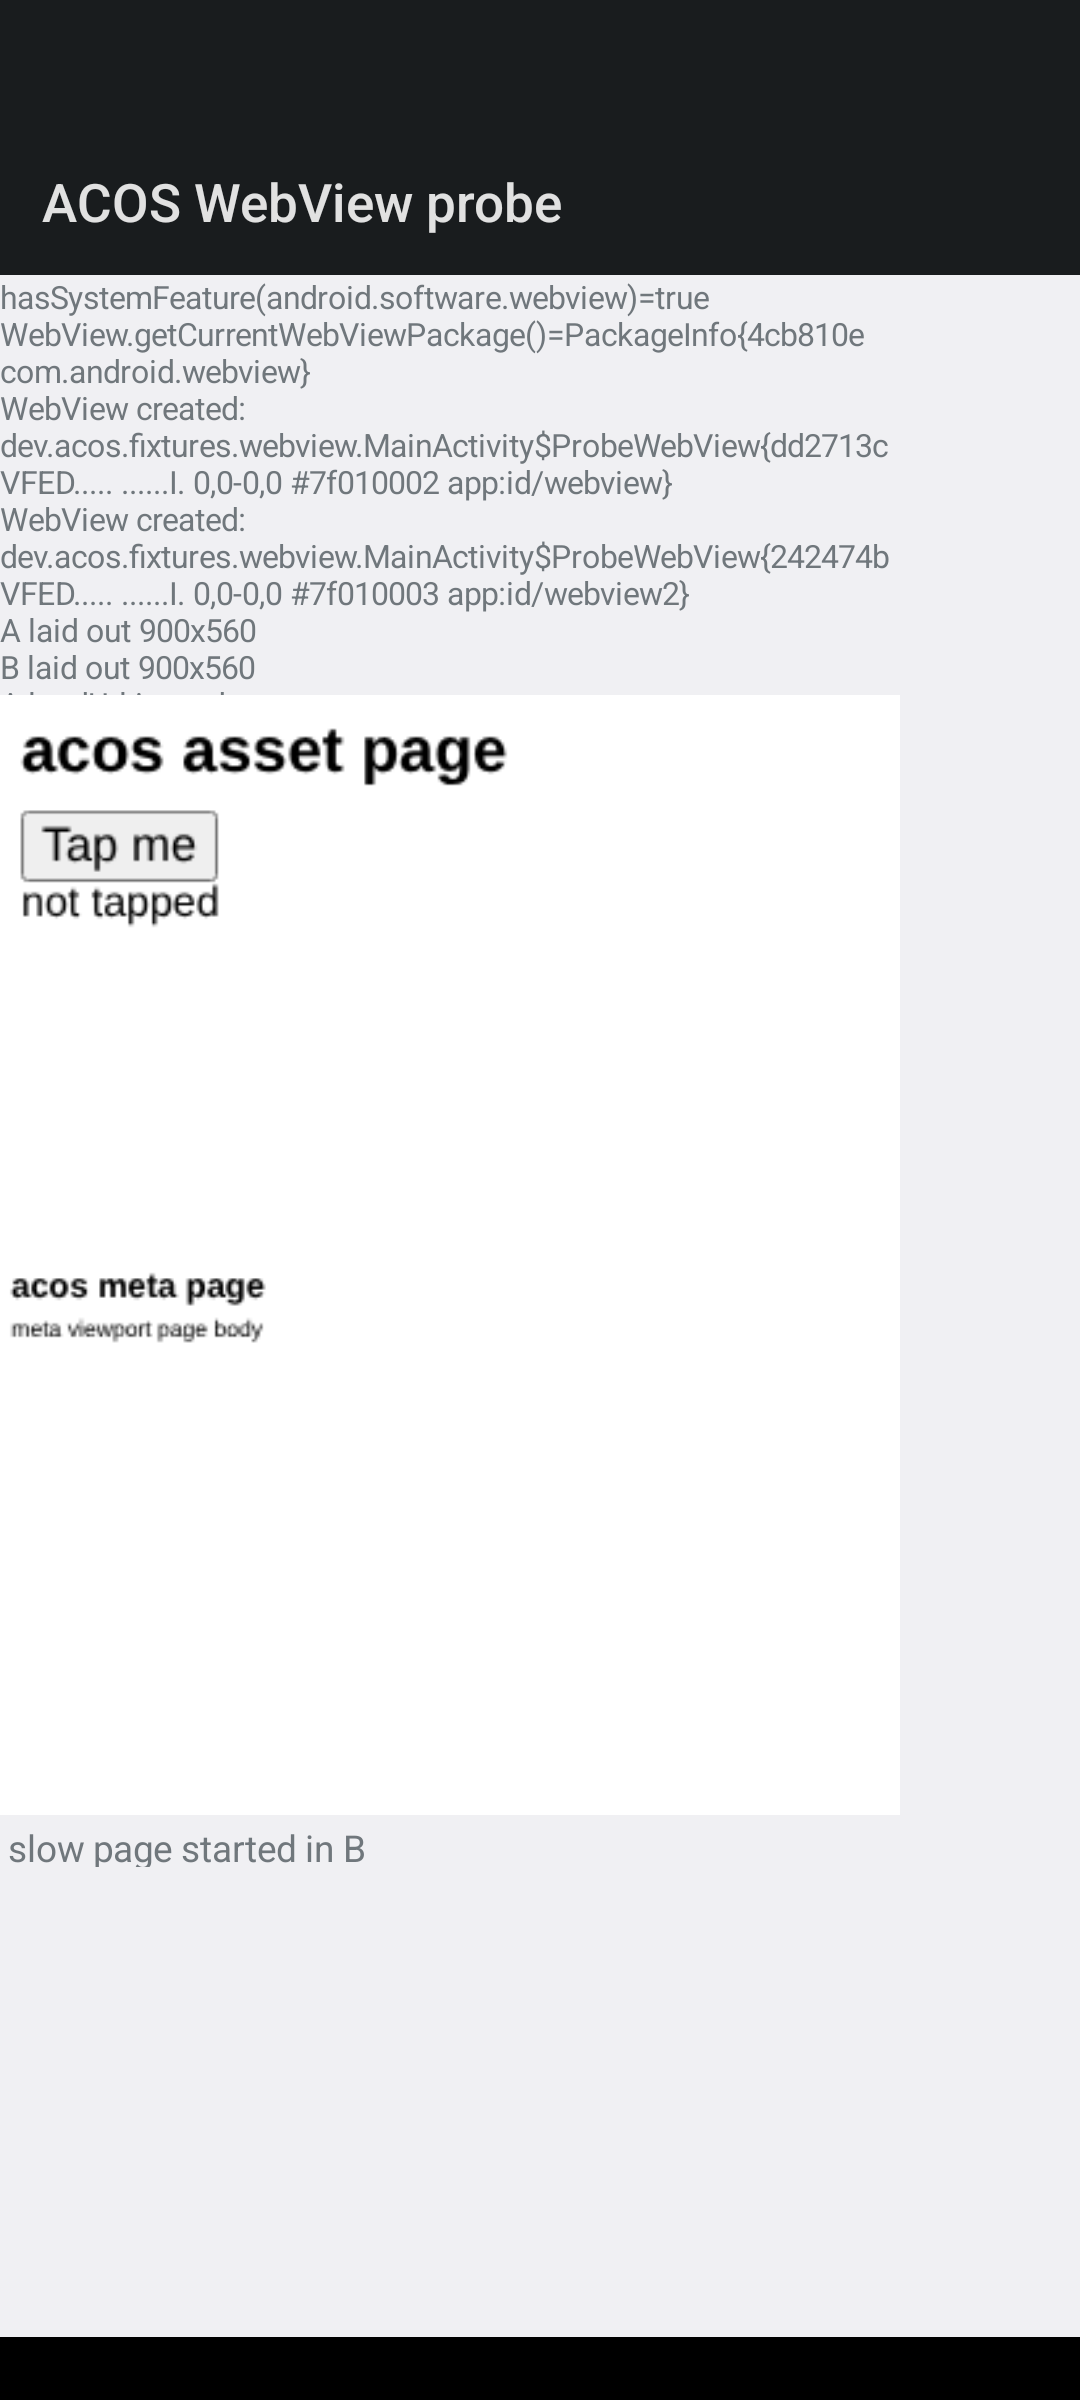 ACOS WebView probe
hasSystemFeature(android.software.webview)=true
WebView.getCurrentWebViewPackage()=PackageInfo{4cb810e
com.android.webview}
WebView created:
dev.acos.fixtures.webview.MainActivity$ProbeWebView{dd2713c
VFED..... ......I. 0,0-0,0 #7f010002 app:id/webview}
WebView created:
dev.acos.fixtures.webview.MainActivity$ProbeWebView{242474b
VFED..... ......I. 0,0-0,0 #7f010003 app:id/webview2}
A laid out 900x560
B laid out 900x560
acos asset page
Tap me
not tapped
acos meta page
meta viewport page body
slow page started in B